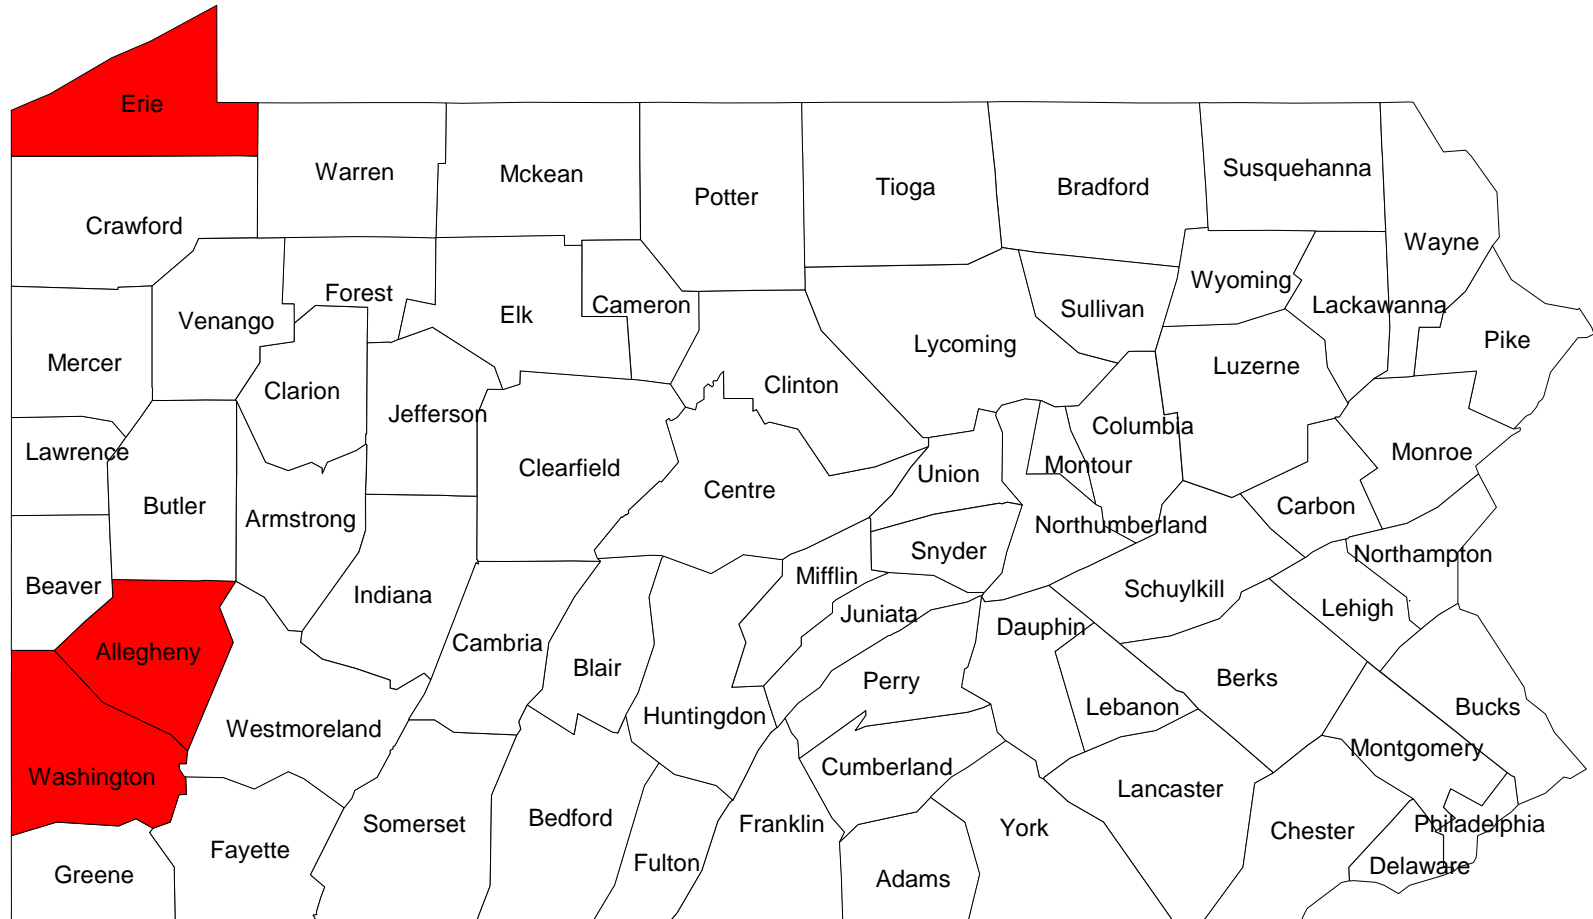 Erie
Warren
Mckean
Potter
Tioga
Bradford
Susquehanna
Crawford
Wayne
Venango
Forest
Elk
Cameron
Lycoming
Sullivan
Wyoming
Lackawanna
Pike
Mercer
Clarion
Jefferson
Clinton
Luzerne
Lawrence
Clearfield
Centre
Union
Montour
Columbia
Monroe
Butler
Armstrong
Snyder
Northumberland
Carbon
Northampton
Beaver
Indiana
Mifflin
Juniata
Schuylkill
Lehigh
Allegheny
Cambria
Blair
Dauphin
Perry
Berks
Westmoreland
Huntingdon
Lebanon
Bucks
Washington
Cumberland
Lancaster
Montgomery
Somerset
Bedford
Franklin
York
Chester
Philadelphia
Greene
Fayette
Fulton
Adams
Delaware